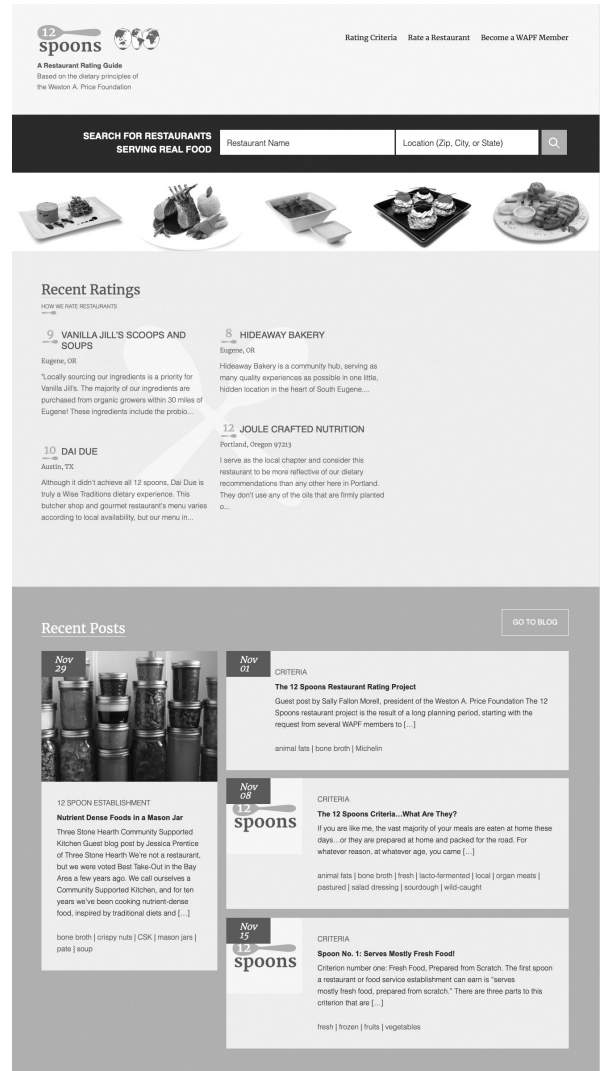 12
spoons
Rating Criteria Rate a Restaurant Become a WAPF Member
A Restaurant Rating Guide
Based on the dietary principles of
the Weston A. Price Foundation
SEARCH FOR RESTAURANTS
SERVING REAL FOOD
Restaurant Name
Location (Zip, City, or State)
Recent Ratings
HOW WE RATE RESTAURANTS
9 VANILLA JILL'S SCOOPS AND
SOUPS
Eugene, OR
"Locally sourcing our ingredients is a priority for
Vanilla Jill's. The majority of our ingredients are
purchased from organic growers within 30 miles of
Eugene! These ingredients include the probio...
8 HIDEAWAY BAKERY
Eugene, OR
Hideaway Bakery is a community hub, serving as
many quality experiences as possible in one little,
hidden location in the heart of South Eugene....
10 DAI DUE
Austin, TX
Although it didn't achieve all 12 spoons, Dai Due is
truly a Wise Traditions dietary experience. This
butcher shop and gourmet restaurant's menu varies
according to local availability, but our menu in...
12 JOULE CRAFTED NUTRITION
Portland, Oregon 97213
I serve as the local chapter and consider this
restaurant to be more reflective of our dietary
recommendations than any other here in Portland.
They don't use any of the oils that are firmly planted
o...
Recent Posts
GO TO BLOG
Nov
29
12 SPOON ESTABLISHMENT
Nutrient Dense Foods in a Mason Jar
Three Stone Hearth Community Supported
Kitchen Guest blog post by Jessica Prentice
of Three Stone Hearth We're not a restaurant,
but we were voted Best Take-Out in the Bay
Area a few years ago. We call ourselves a
Community Supported Kitchen, and for ten
years we've been cooking nutrient-dense
food, inspired by traditional diets and […]
bone broth | crispy nuts | CSK | mason jars |
pate | soup
Nov
01
CRITERIA
The 12 Spoons Restaurant Rating Project
Guest post by Sally Fallon Morell, president of the Weston A. Price Foundation The 12
Spoons restaurant project is the result of a long planning period, starting with the
request from several WAPF members to […]
animal fats | bone broth | Michelin
Nov
08
12
spoons
CRITERIA
The 12 Spoons Criteria…What Are They?
If you are like me, the vast majority of your meals are eaten at home these
days…or they are prepared at home and packed for the road. For
whatever reason, at whatever age, you came […]
animal fats | bone broth | fresh | lacto-fermented | local | organ meats |
pastured | salad dressing | sourdough | wild-caught
Nov
15
12
spoons
CRITERIA
Spoon No. 1: Serves Mostly Fresh Food!
Criterion number one: Fresh Food, Prepared from Scratch. The first spoon
a restaurant or food service establishment can earn is "serves
mostly fresh food, prepared from scratch." There are three parts to this
criterion that are […]
fresh | frozen | fruits | vegetables